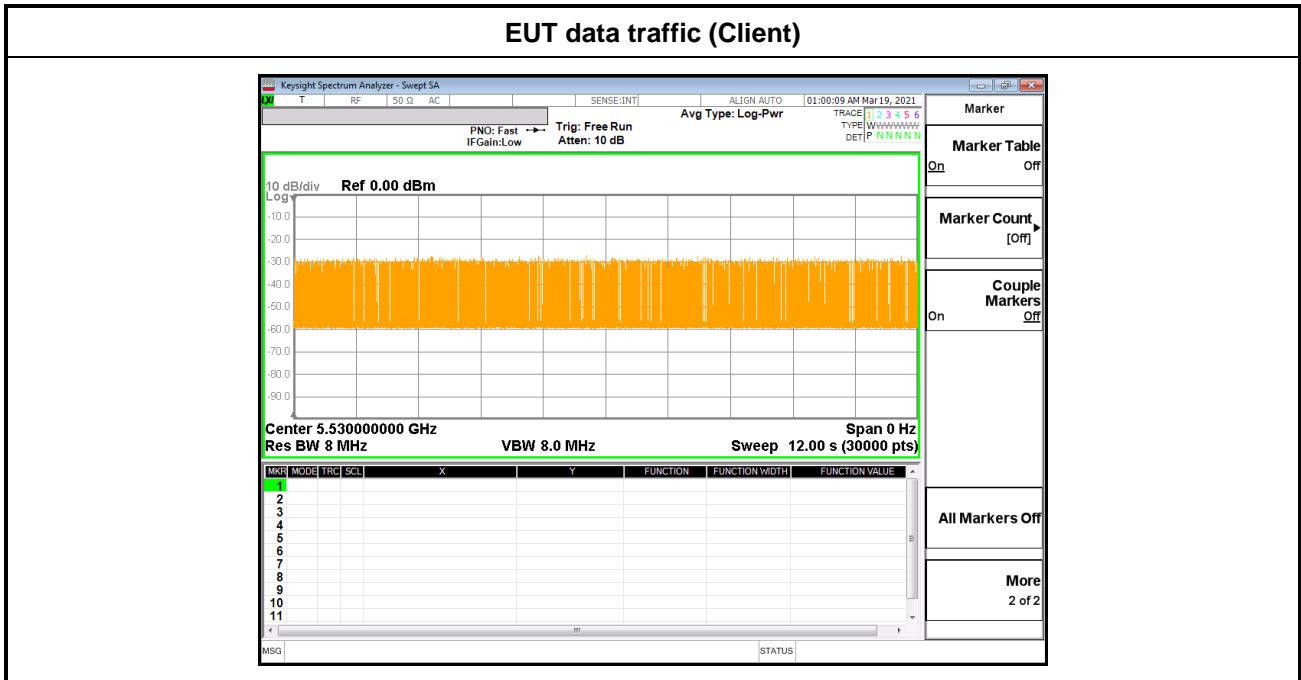 EUT data traffic (Client)
Keysight Spectrum Analyzer - Swept SA
LXI T RF 50 Ω AC SENSE:INT ALIGN AUTO 01:00:09 AM Mar 19, 2021
Avg Type: Log-Pwr
TRACE 1 2 3 4 5 6
TYPE WWWWWW
DET P N N N N N
PNO: Fast Trig: Free Run
IFGain:Low Atten: 10 dB
10 dB/div Ref 0.00 dBm
Log
-10.0
-20.0
-30.0
-40.0
-50.0
-60.0
-70.0
-80.0
-90.0
Center 5.530000000 GHz Span 0 Hz
Res BW 8 MHz VBW 8.0 MHz Sweep 12.00 s (30000 pts)
MKR MODE TRC SCL X Y FUNCTION FUNCTION WIDTH FUNCTION VALUE
1
2
3
4
5
6
7
8
9
10
11
MSG STATUS
Marker
Marker Table
On Off
Marker Count
[Off]
Couple
Markers
On Off
All Markers Off
More
2 of 2